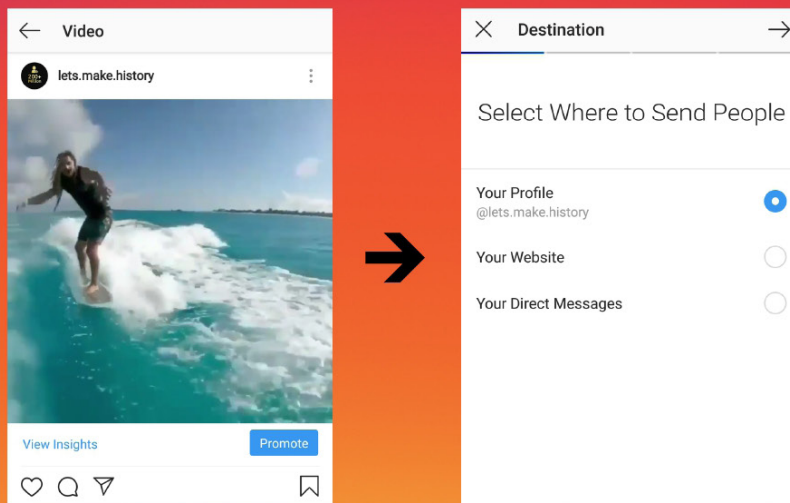 Video
lets.make.history
View Insights
Promote
Destination
Select Where to Send People
Your Profile
@lets.make.history
Your Website
Your Direct Messages